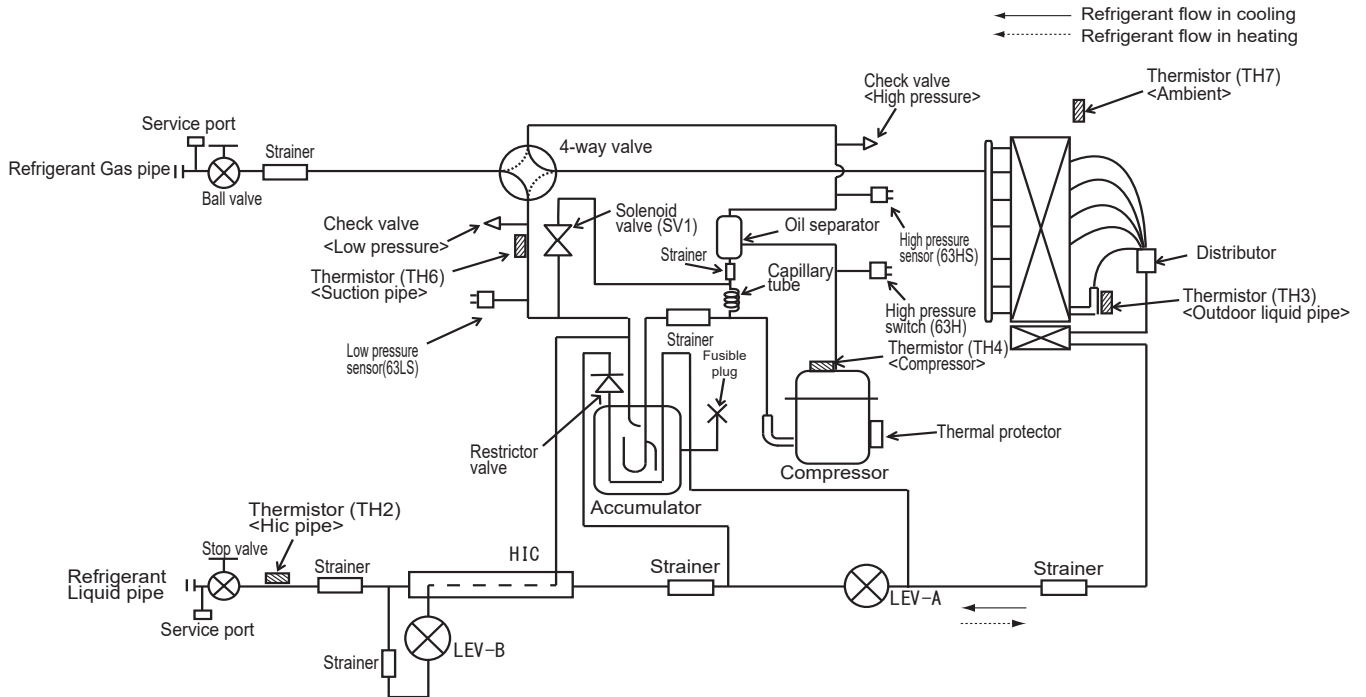 Refrigerant flow in cooling
Refrigerant flow in heating
Check valve
<High pressure>
Thermistor (TH7)
<Ambient>
Service port
Strainer
4-way valve
Refrigerant Gas pipe
Ball valve
Check valve
<Low pressure>
Solenoid
valve (SV1)
Oil separator
High pressure
sensor (63HS)
Distributor
Strainer
Thermistor (TH6)
<Suction pipe>
Capillary
tube
Thermistor (TH3)
<Outdoor liquid pipe>
High pressure
switch (63H)
Low pressure
sensor(63LS)
Strainer
Thermistor (TH4)
<Compressor>
Fusible
plug
Thermal protector
Restrictor
valve
Compressor
Accumulator
Thermistor (TH2)
<Hic pipe>
Stop valve
HIC
Strainer
Strainer
Strainer
Refrigerant
Liquid pipe
LEV-A
Service port
LEV-B
Strainer